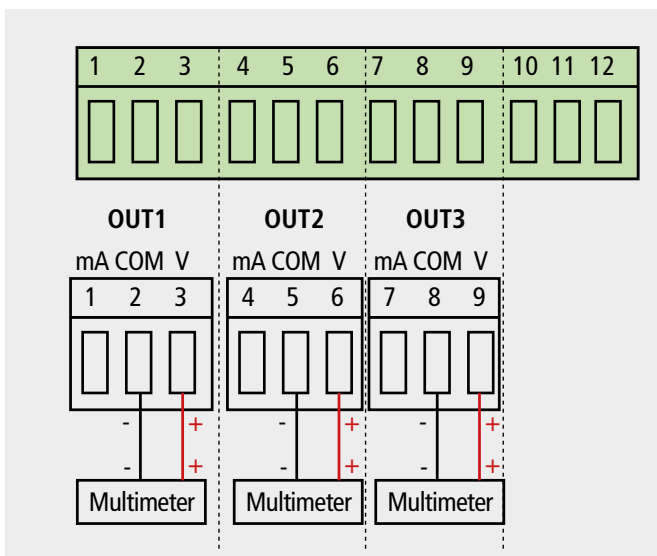 1 2 3 4 5 6 7 8 9 10 11 12
OUT1 OUT2 OUT3
mA COM V mA COM V mA COM V
1 2 3 4 5 6 7 8 9
- + - + - +
- + - + - +
Multimeter Multimeter Multimeter